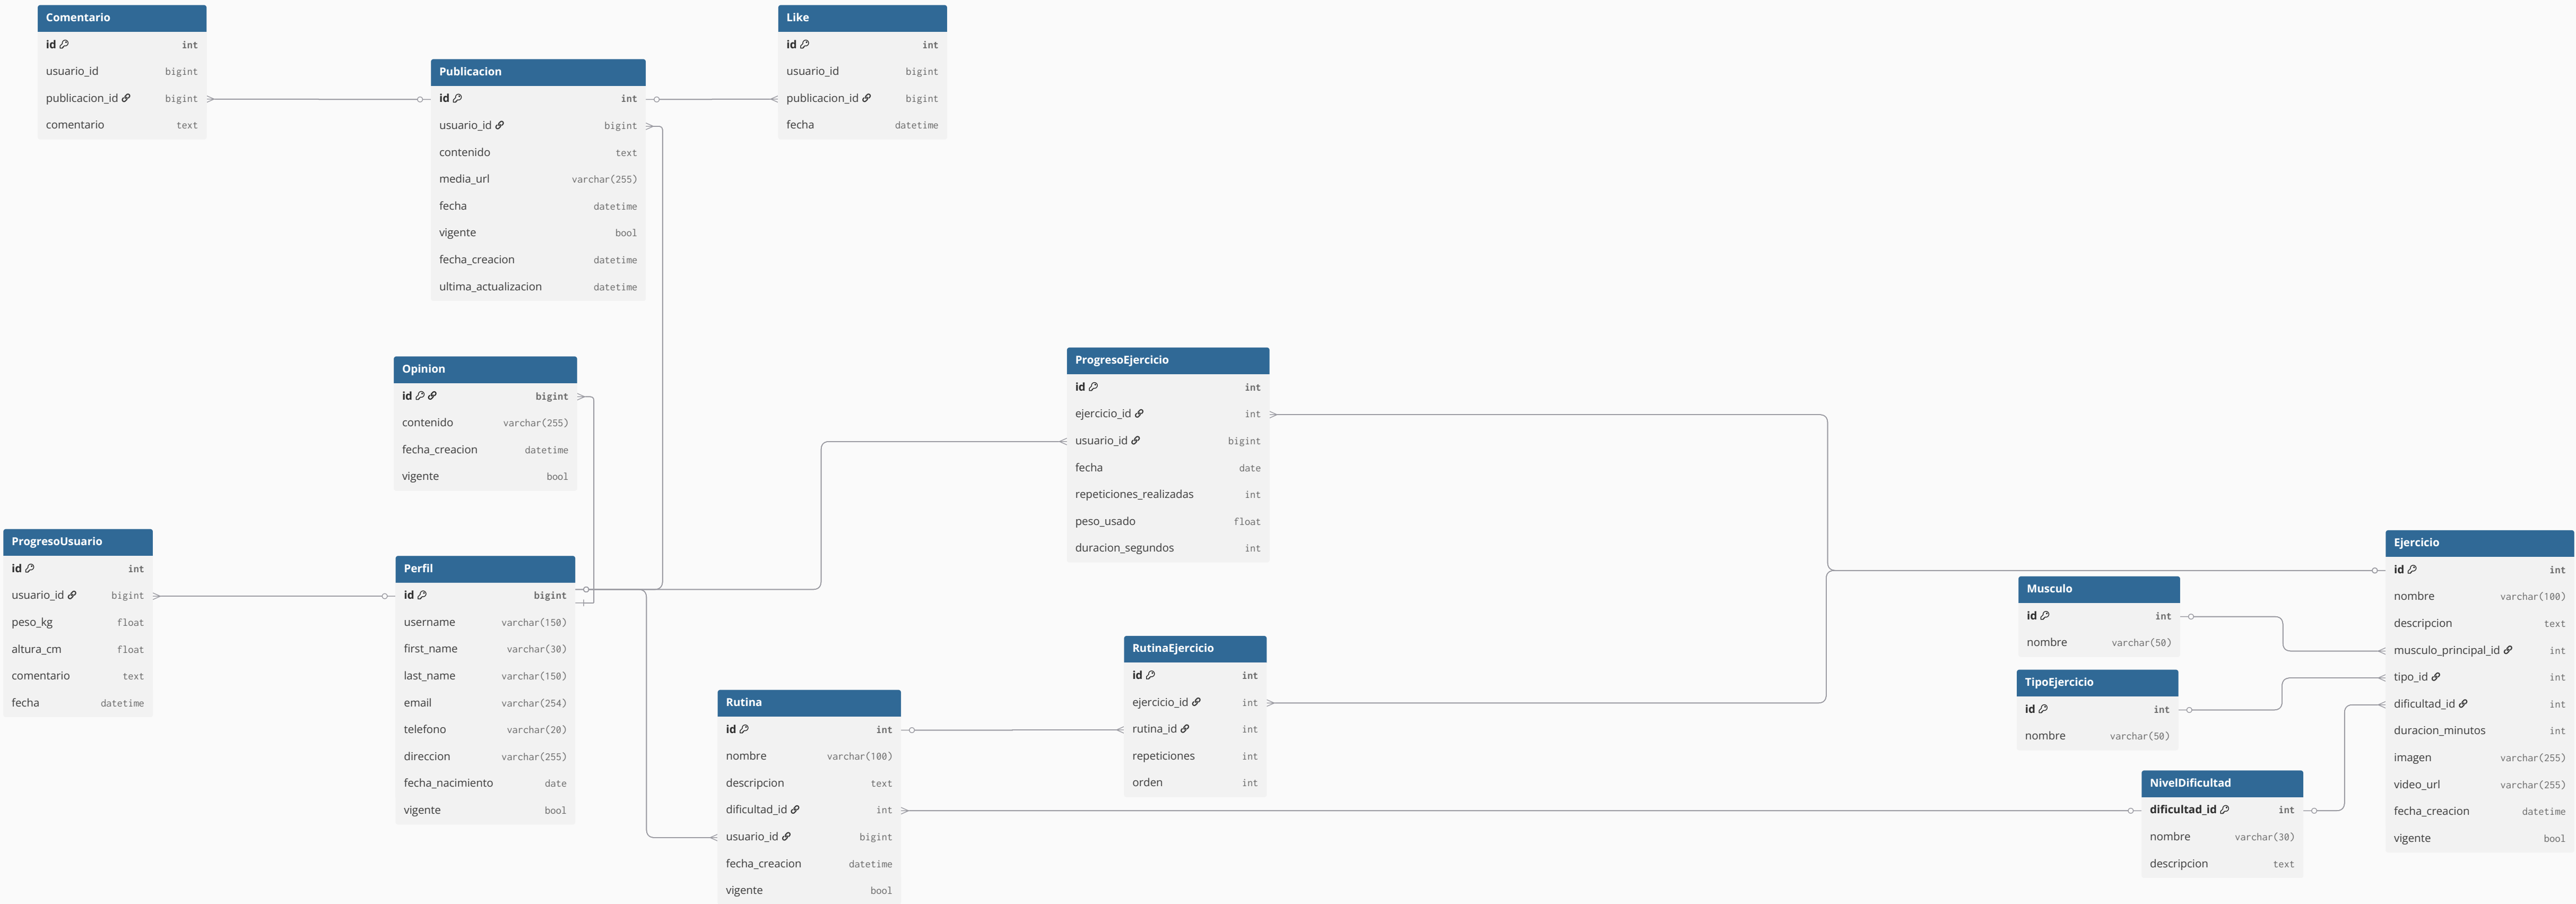 Comentario
id int
usuario_id bigint
publicacion_id bigint
comentario text
Publicacion
id int
usuario_id bigint
contenido text
media_url varchar(255)
fecha datetime
vigente bool
fecha_creacion datetime
ultima_actualizacion datetime
Like
id int
usuario_id bigint
publicacion_id bigint
fecha datetime
Opinion
id bigint
contenido varchar(255)
fecha_creacion datetime
vigente bool
ProgresoEjercicio
id int
ejercicio_id int
usuario_id bigint
fecha date
repeticiones_realizadas int
peso_usado float
duracion_segundos int
ProgresoUsuario
id int
usuario_id bigint
peso_kg float
altura_cm float
comentario text
fecha datetime
Perfil
id bigint
username varchar(150)
first_name varchar(30)
last_name varchar(150)
email varchar(254)
telefono varchar(20)
direccion varchar(255)
fecha_nacimiento date
vigente bool
Rutina
id int
nombre varchar(100)
descripcion text
dificultad_id int
usuario_id bigint
fecha_creacion datetime
vigente bool
RutinaEjercicio
id int
ejercicio_id int
rutina_id int
repeticiones int
orden int
Musculo
id int
nombre varchar(50)
TipoEjercicio
id int
nombre varchar(50)
NivelDificultad
dificultad_id int
nombre varchar(30)
descripcion text
Ejercicio
id int
nombre varchar(100)
descripcion text
musculo_principal_id int
tipo_id int
dificultad_id int
duracion_minutos int
imagen varchar(255)
video_url varchar(255)
fecha_creacion datetime
vigente bool